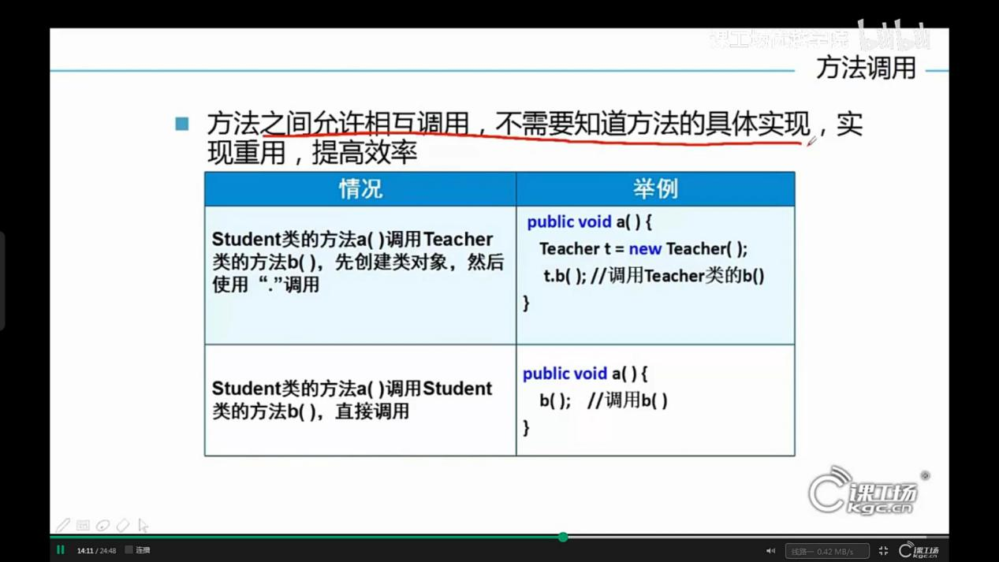 课工场优越学院 bilibili
方法调用
方法之间允许相互调用，不需要知道方法的具体实现，实
现重用，提高效率
情况
举例
Student类的方法a( )调用Teacher
类的方法b( )，先创建类对象，然后
使用“.”调用
public void a( ) {
Teacher t = new Teacher( );
t.b( ); //调用Teacher类的b()
}
Student类的方法a( )调用Student
类的方法b( )，直接调用
public void a( ) {
b( ); //调用b( )
}
课工场
kgc.cn
14:11 / 24:48 连播
线路一 0.42 MB/s
课工场
kgc.cn